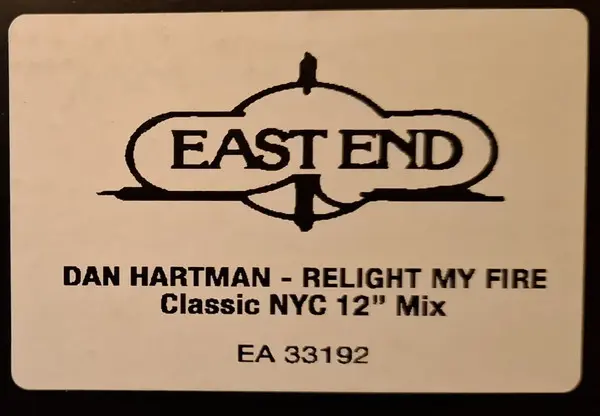 EAST END
DAN HARTMAN - RELIGHT MY FIRE
Classic NYC 12" Mix
EA 33192